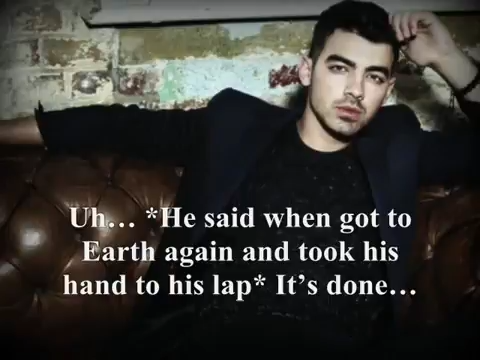 Uh… *He said when got to
Earth again and took his
hand to his lap* It’s done…